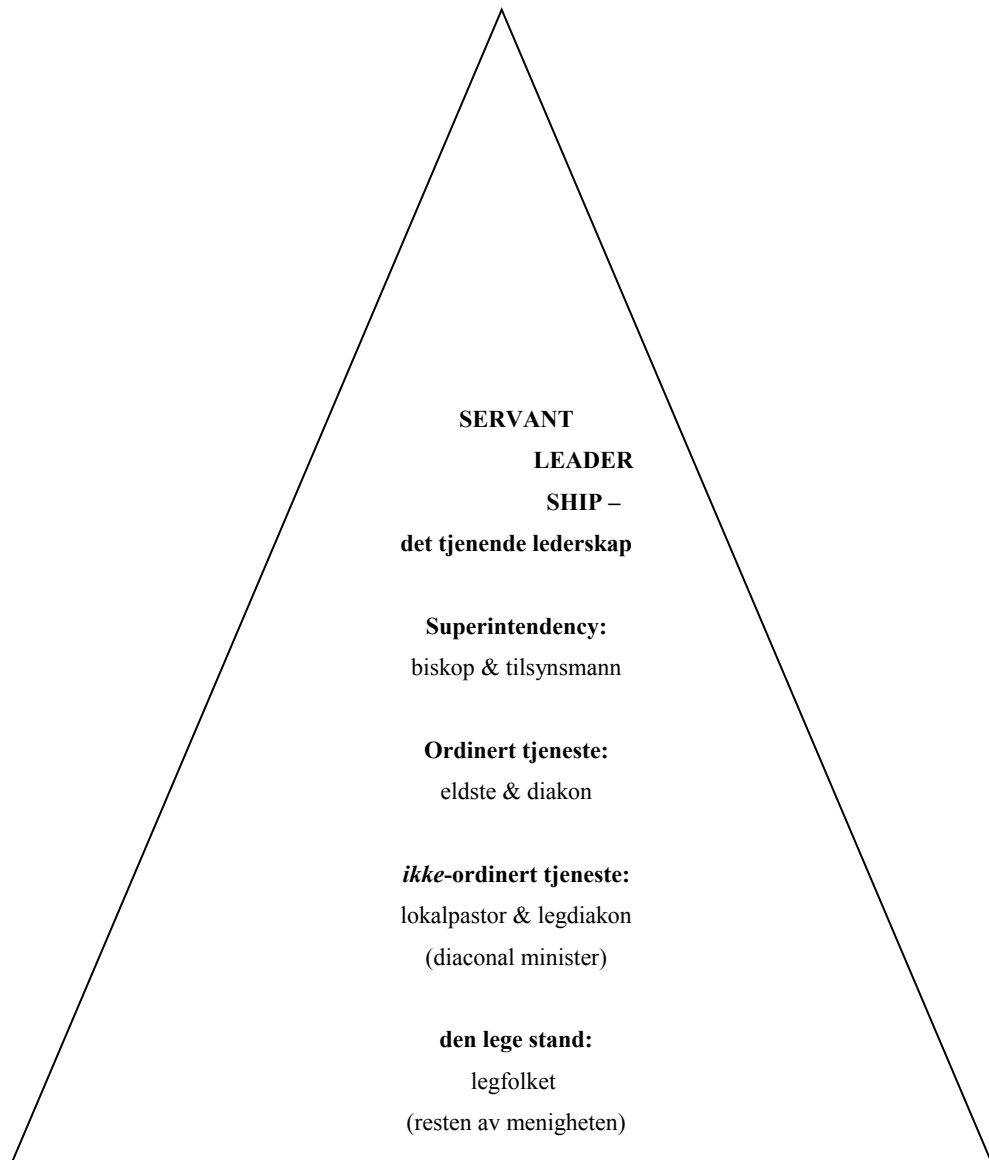 SERVANT
LEADER
SHIP –
det tjenende lederskap
Superintendency:
biskop & tilsynsmann
Ordinert tjeneste:
eldste & diakon
ikke-ordinert tjeneste:
lokalpastor & legdiakon
(diaconal minister)
den lege stand:
legfolket
(resten av menigheten)